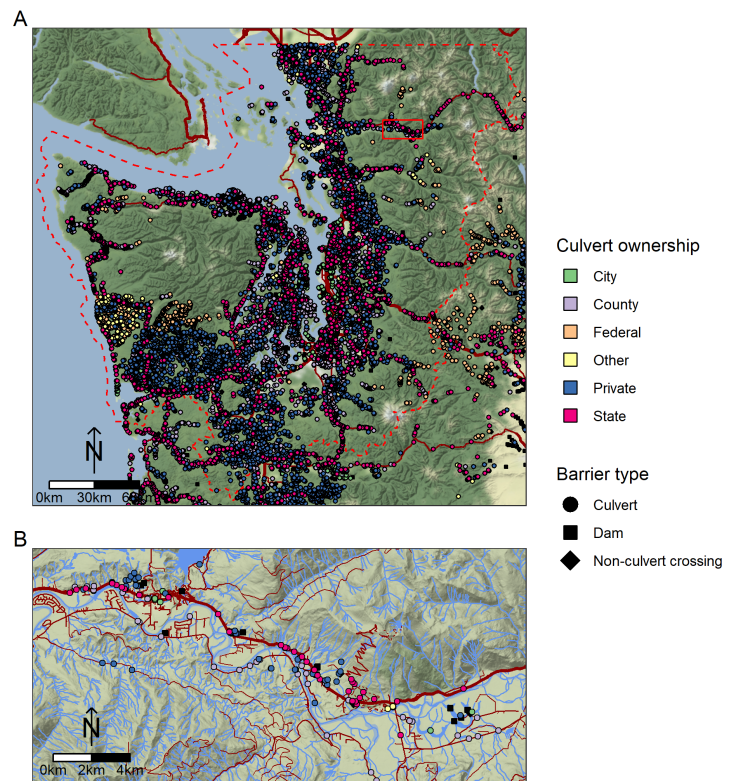 A
Culvert ownership
City
County
Federal
Other
Private
State
N
0km 30km
Barrier type
Culvert
Dam
Non-culvert crossing
B
N
0km 2km 4km